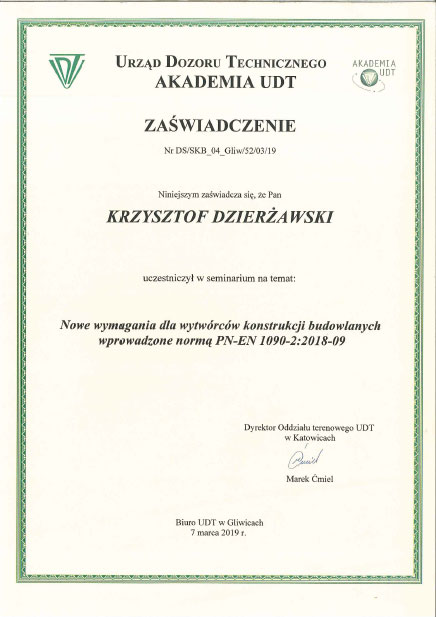 UDT
URZĄD DOZORU TECHNICZNEGO
AKADEMIA UDT
AKADEMIA
UDT
ZAŚWIADCZENIE
Nr DS/SKB_04_Gliw/52/03/19
Niniejszym zaświadcza się, że Pan
KRZYSZTOF DZIERŻAWSKI
uczestniczył w seminarium na temat:
Nowe wymagania dla wytwórców konstrukcji budowlanych
wprowadzone normą PN-EN 1090-2:2018-09
Dyrektor Oddziału terenowego UDT
w Katowicach
Ćmiel
Marek Ćmiel
Biuro UDT w Gliwicach
7 marca 2019 r.